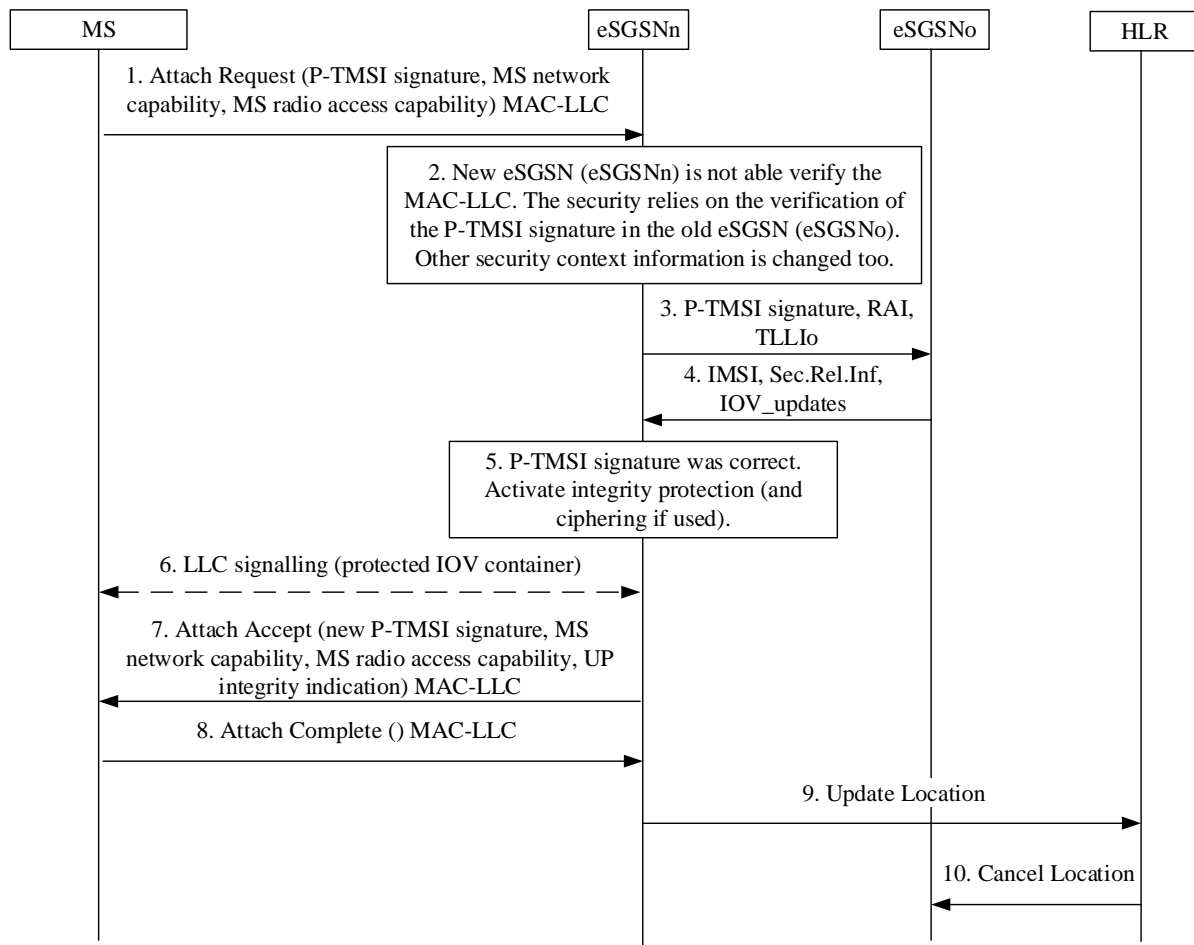 MS
eSGSNn
eSGSNo
HLR
1. Attach Request (P-TMSI signature, MS network
capability, MS radio access capability) MAC-LLC
2. New eSGSN (eSGSNn) is not able verify the
MAC-LLC. The security relies on the verification of
the P-TMSI signature in the old eSGSN (eSGSNo).
Other security context information is changed too.
3. P-TMSI signature, RAI,
TLLIo
4. IMSI, Sec.Rel.Inf,
IOV_updates
5. P-TMSI signature was correct.
Activate integrity protection (and
ciphering if used).
6. LLC signalling (protected IOV container)
7. Attach Accept (new P-TMSI signature, MS
network capability, MS radio access capability, UP
integrity indication) MAC-LLC
8. Attach Complete () MAC-LLC
9. Update Location
10. Cancel Location